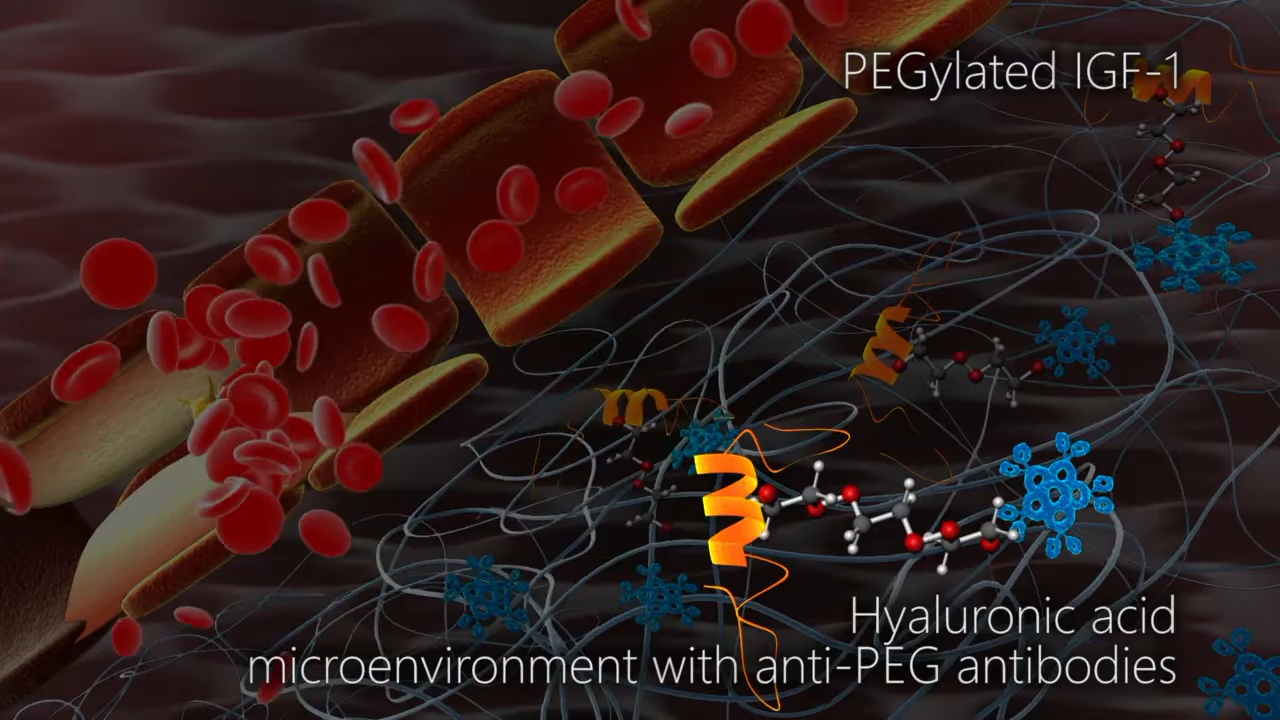 PEGylated IGF-1
Hyaluronic acid
microenvironment with anti-PEG antibodies